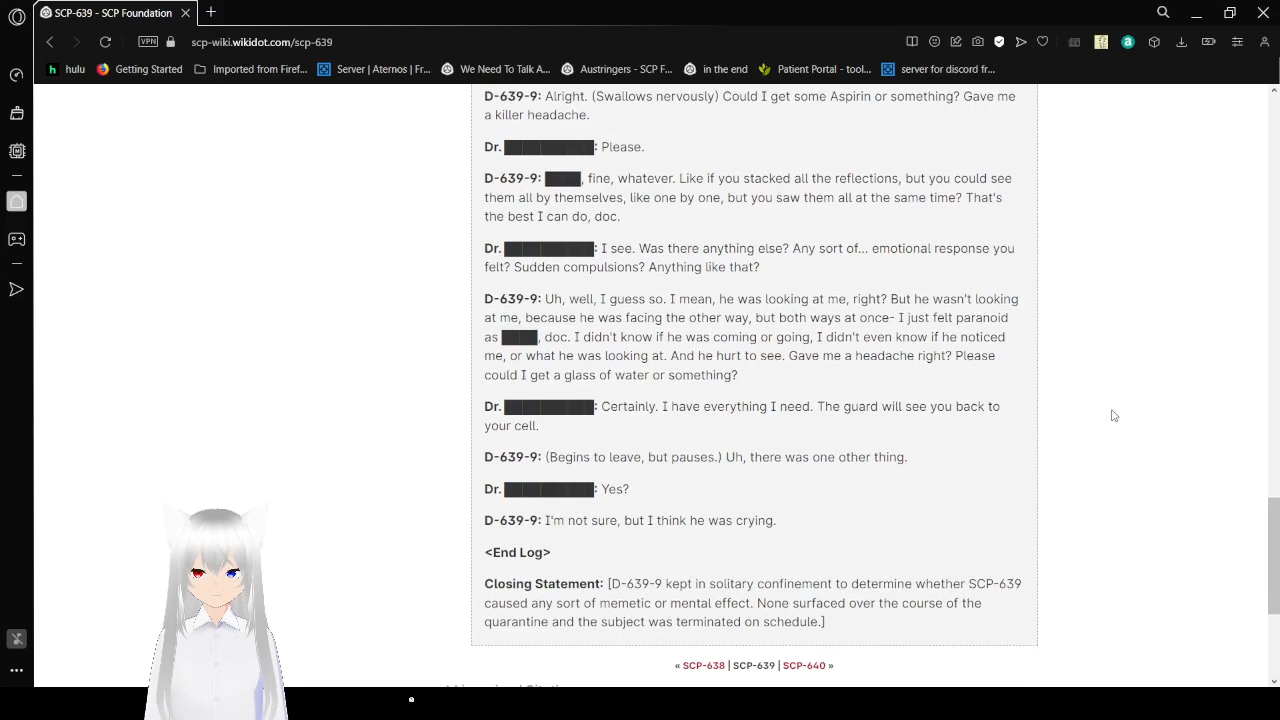 SCP-639 - SCP Foundation
VPN
scp-wiki.wikidot.com/scp-639
hulu
Getting Started
Imported from Firef...
Server | Aternos | Fr...
We Need To Talk A...
Austringers - SCP F...
in the end
Patient Portal - tool...
server for discord fr...
D-639-9: Alright. (Swallows nervously) Could I get some Aspirin or something? Gave me
a killer headache.
Dr. ██████████: Please.
D-639-9: ████, fine, whatever. Like if you stacked all the reflections, but you could see
them all by themselves, like one by one, but you saw them all at the same time? That's
the best I can do, doc.
Dr. ██████████: I see. Was there anything else? Any sort of... emotional response you
felt? Sudden compulsions? Anything like that?
D-639-9: Uh, well, I guess so. I mean, he was looking at me, right? But he wasn't looking
at me, because he was facing the other way, but both ways at once- I just felt paranoid
as ████, doc. I didn't know if he was coming or going, I didn't even know if he noticed
me, or what he was looking at. And he hurt to see. Gave me a headache right? Please
could I get a glass of water or something?
Dr. ██████████: Certainly. I have everything I need. The guard will see you back to
your cell.
D-639-9: (Begins to leave, but pauses.) Uh, there was one other thing.
Dr. ██████████: Yes?
D-639-9: I'm not sure, but I think he was crying.
<End Log>
Closing Statement: [D-639-9 kept in solitary confinement to determine whether SCP-639
caused any sort of memetic or mental effect. None surfaced over the course of the
quarantine and the subject was terminated on schedule.]
« SCP-638 | SCP-639 | SCP-640 »